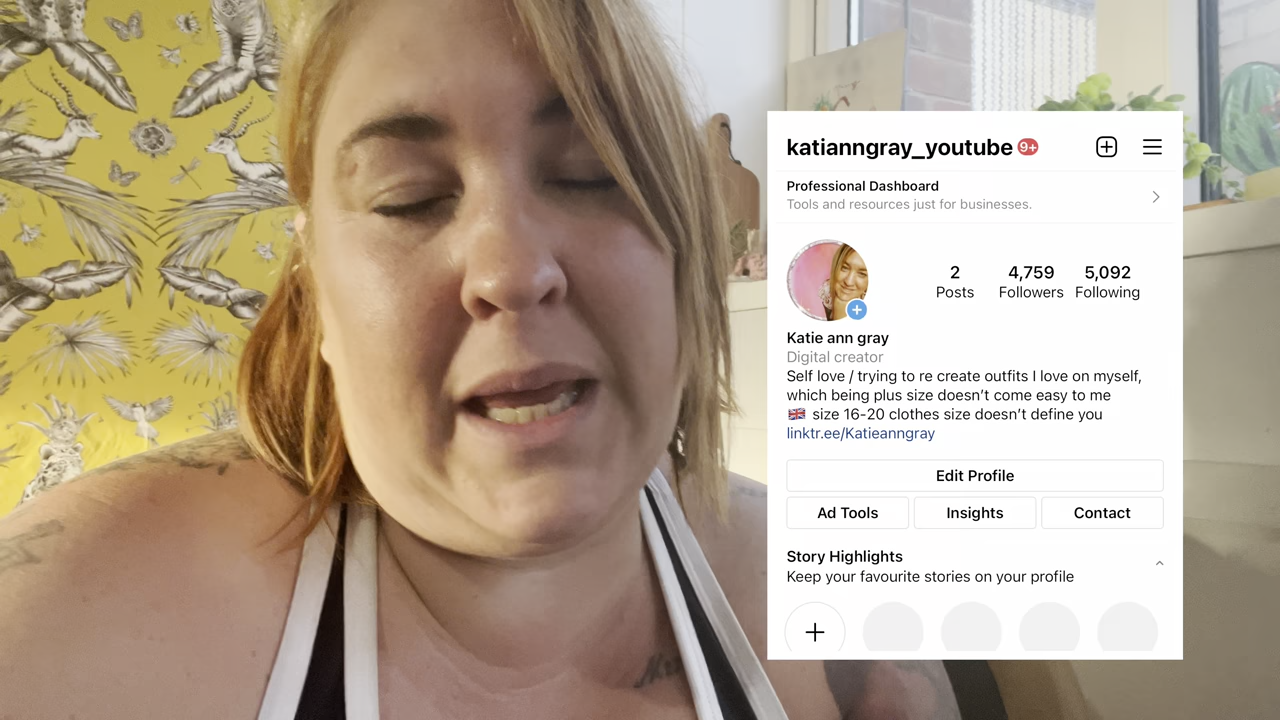 katianngray_youtube 9+
Professional Dashboard
Tools and resources just for businesses.
2 4,759 5,092
Posts Followers Following
Katie ann gray
Digital creator
Self love / trying to re create outfits I love on myself,
which being plus size doesn't come easy to me
🇬🇧 size 16-20 clothes size doesn't define you
linktr.ee/Katieanngray
Edit Profile
Ad Tools Insights Contact
Story Highlights
Keep your favourite stories on your profile